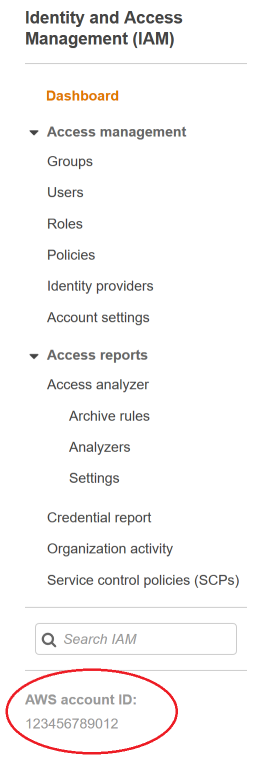 Identity and Access
Management (IAM)
Dashboard
Access management
Groups
Users
Roles
Policies
Identity providers
Account settings
Access reports
Access analyzer
Archive rules
Analyzers
Settings
Credential report
Organization activity
Service control policies (SCPs)
Search IAM
AWS account ID:
123456789012